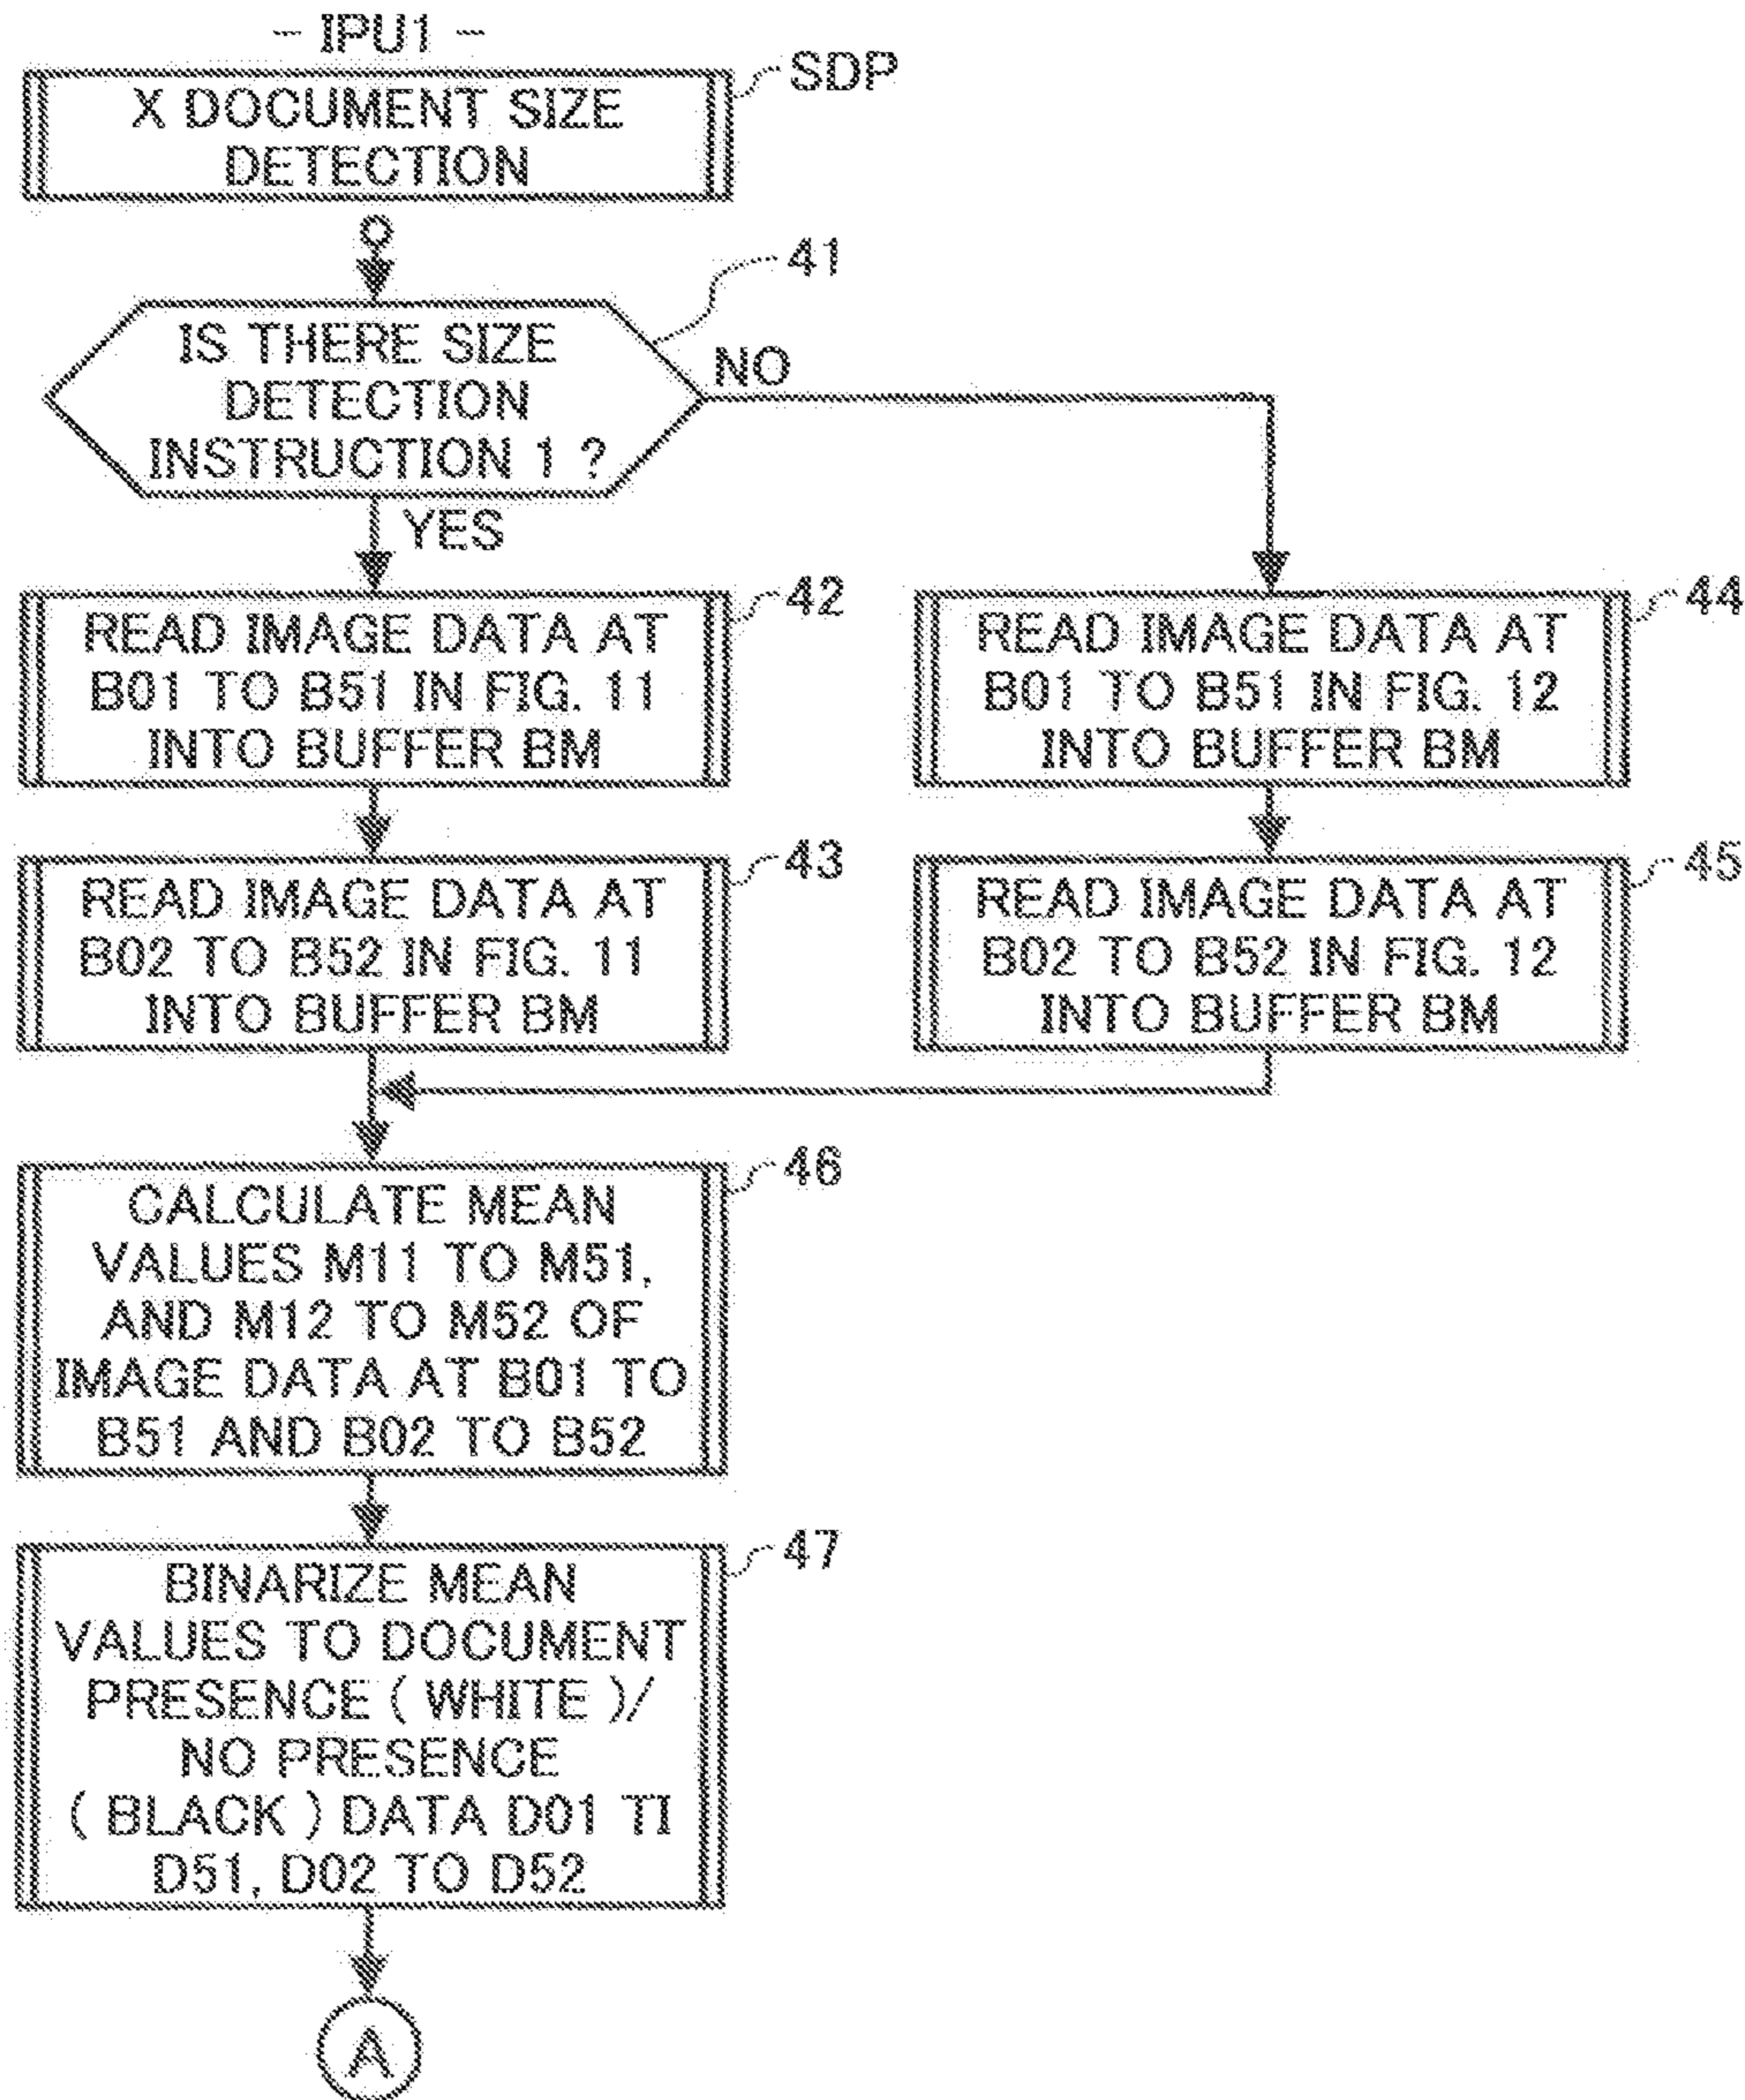 - IPU1 -
SDP
X DOCUMENT SIZE
DETECTION
41
IS THERE SIZE
DETECTION
INSTRUCTION 1 ?
NO
YES
42
READ IMAGE DATA AT
B01 TO B51 IN FIG. 11
INTO BUFFER BM
44
READ IMAGE DATA AT
B01 TO B51 IN FIG. 12
INTO BUFFER BM
43
READ IMAGE DATA AT
B02 TO B52 IN FIG. 11
INTO BUFFER BM
45
READ IMAGE DATA AT
B02 TO B52 IN FIG. 12
INTO BUFFER BM
46
CALCULATE MEAN
VALUES M11 TO M51,
AND M12 TO M52 OF
IMAGE DATA AT B01 TO
B51 AND B02 TO B52
47
BINARIZE MEAN
VALUES TO DOCUMENT
PRESENCE ( WHITE )/
NO PRESENCE
( BLACK ) DATA D01 TI
D51, D02 TO D52
A